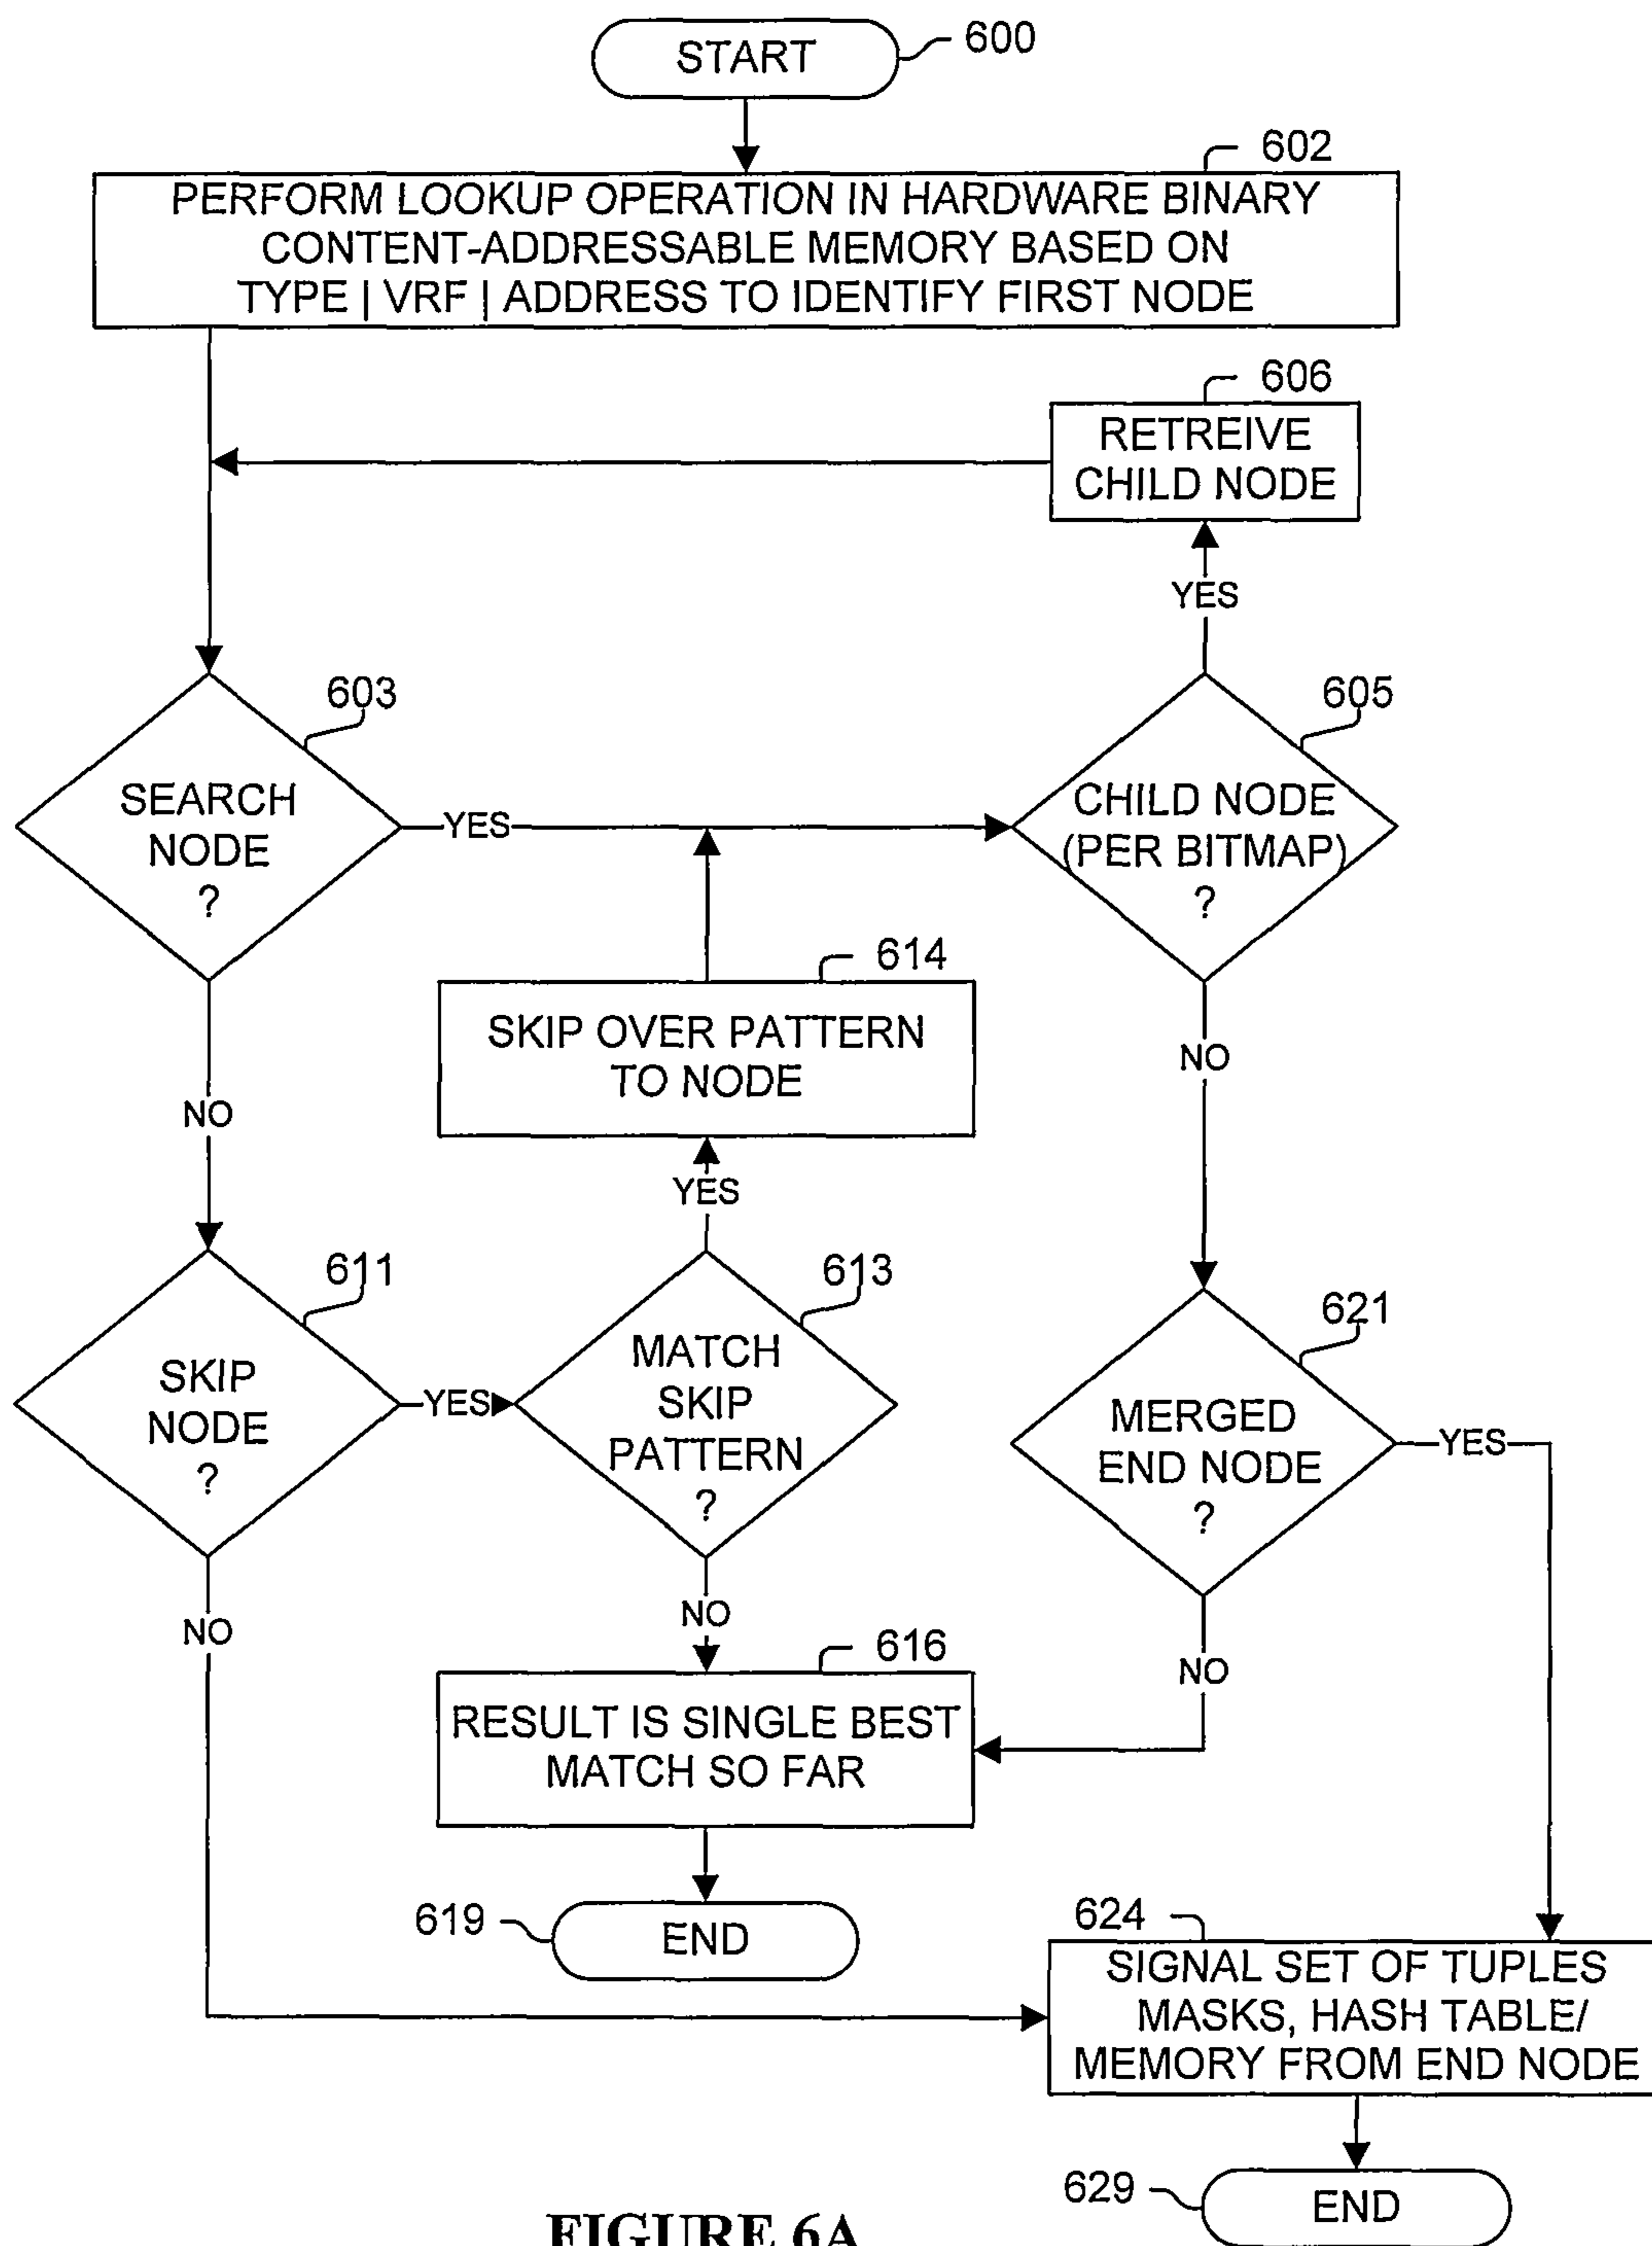 START
600
602
PERFORM LOOKUP OPERATION IN HARDWARE BINARY
CONTENT-ADDRESSABLE MEMORY BASED ON
TYPE | VRF | ADDRESS TO IDENTIFY FIRST NODE
606
RETREIVE
CHILD NODE
YES
603
SEARCH
NODE
?
YES
605
CHILD NODE
(PER BITMAP)
?
614
SKIP OVER PATTERN
TO NODE
NO
NO
YES
611
SKIP
NODE
?
YES
613
MATCH
SKIP
PATTERN
?
621
MERGED
END NODE
?
YES
NO
NO
NO
616
RESULT IS SINGLE BEST
MATCH SO FAR
619
END
624
SIGNAL SET OF TUPLES
MASKS, HASH TABLE/
MEMORY FROM END NODE
629
END
FIGURE 6A